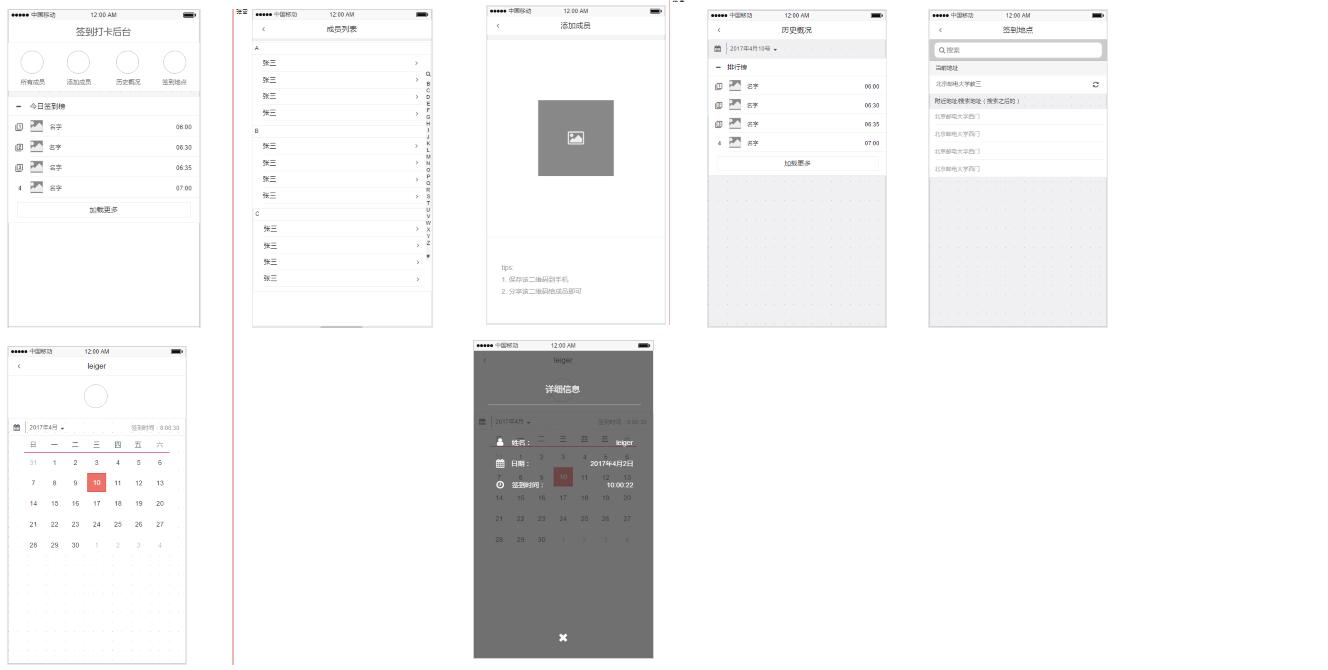 中国移动 12:00 AM
签到打卡后台
所有成员 添加成员 历史概况 签到地点
今日签到榜
1 名字 06:00
2 名字 06:30
3 名字 06:35
4 名字 07:00
加载更多
中国移动 12:00 AM
成员列表
A
张三
张三
张三
张三
B
张三
张三
张三
张三
C
张三
张三
张三
张三
B
C
D
E
F
G
H
I
J
K
L
M
N
O
P
Q
R
S
T
U
V
W
X
Y
Z
#
中国移动 12:00 AM
添加成员
tips:
1. 保存该二维码到手机
2. 分享该二维码给成员即可
中国移动 12:00 AM
历史概况
2017年4月10号
排行榜
1 名字 06:00
2 名字 06:30
3 名字 06:35
4 名字 07:00
加载更多
中国移动 12:00 AM
签到地点
搜索
当前地址
北京邮电大学教三
附近地址/搜索地址（搜索之后的）
北京邮电大学西门
北京邮电大学西门
北京邮电大学西门
北京邮电大学西门
中国移动 12:00 AM
leiger
2017年4月 签到时间：8:00:30
日 一 二 三 四 五 六
31 1 2 3 4 5 6
7 8 9 10 11 12 13
14 15 16 17 18 19 20
21 22 23 24 25 26 27
28 29 30 1 2 3 4
中国移动 12:00 AM
leiger
详细信息
2017年4月 签到时间：8:00:30
姓名： leiger
日期： 2017年4月2日
签到时间： 10:00:22
14 15 16 17 18 19 20
21 22 23 24 25 26 27
28 29 30 1 2 3 4